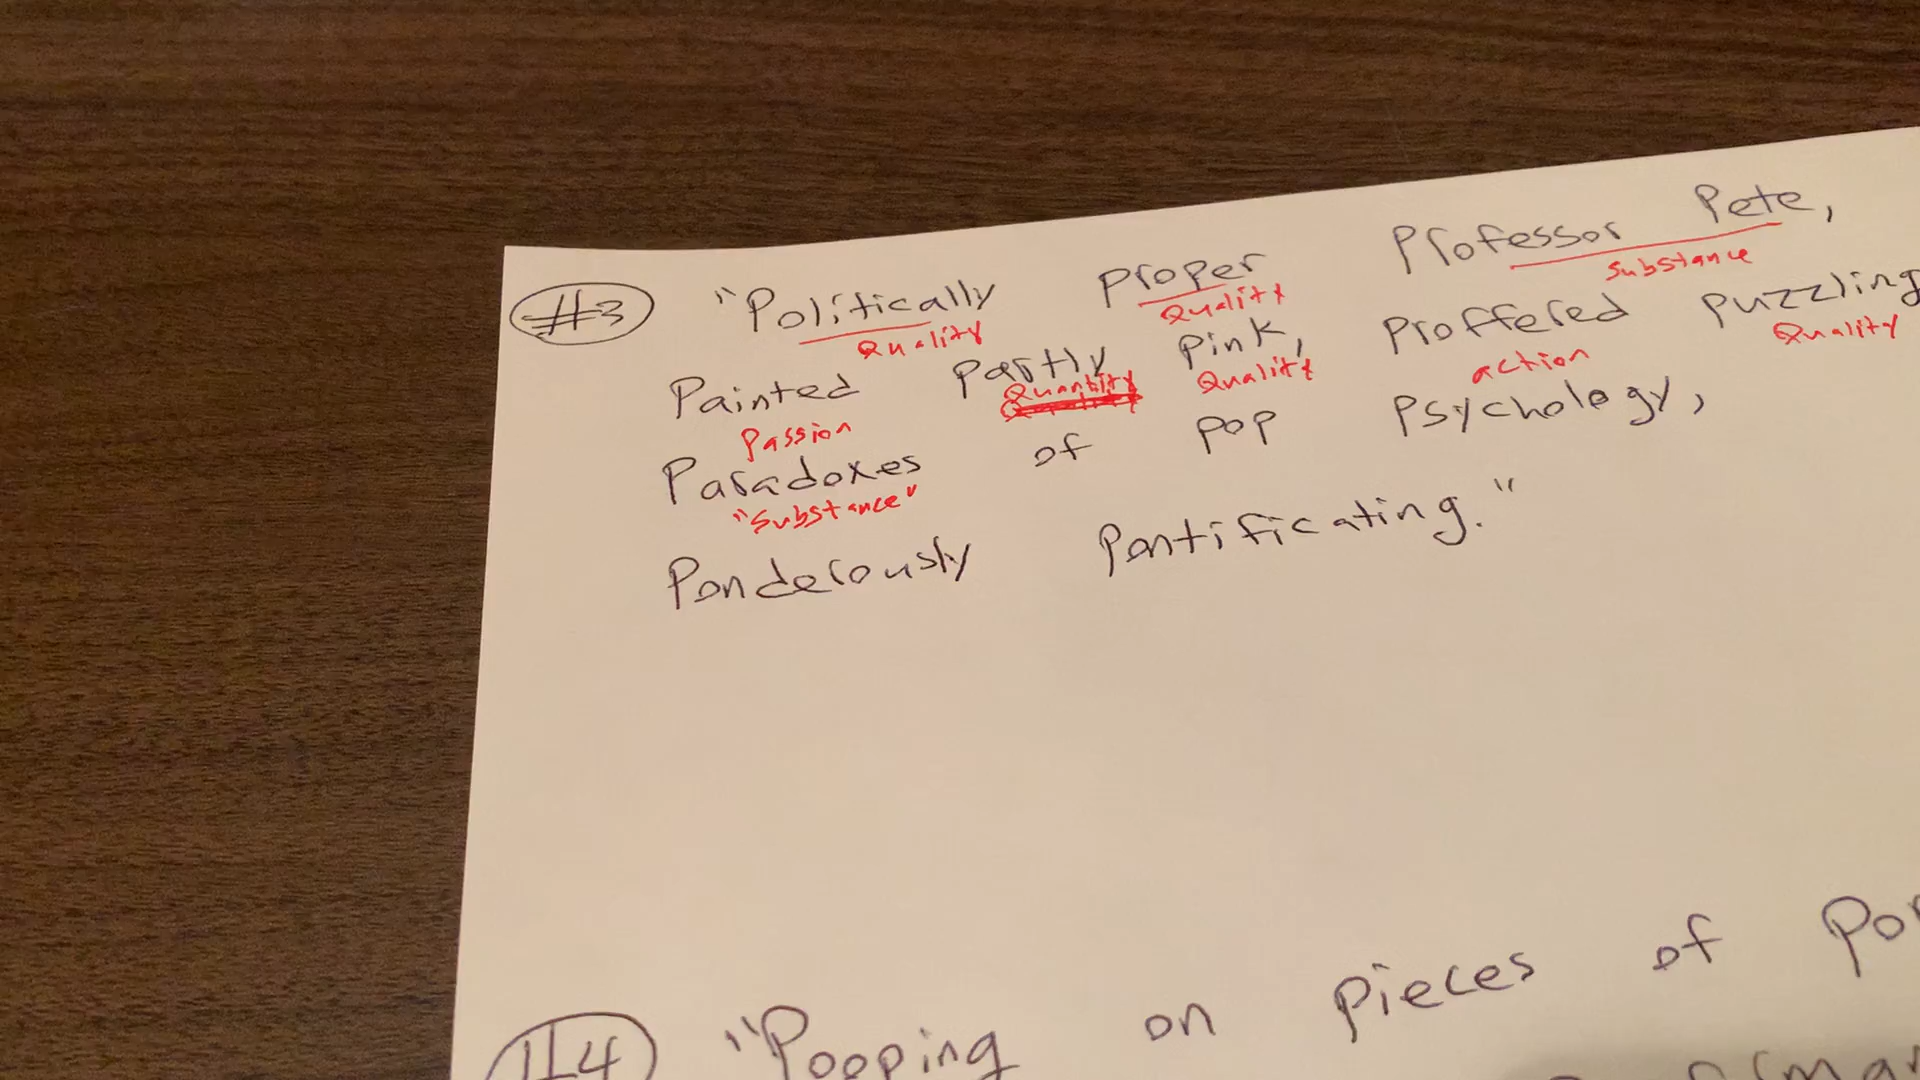 #3 "Politically Proper Professor Pete,
Quality Quality Substance
Painted Partly Pink, Proffered Puzzling
Passion Quantity Quality action Quality
Paradoxes of Pop Psychology,
"Substance"
Ponderously Pontificating."
#4 "Pooping on pieces of